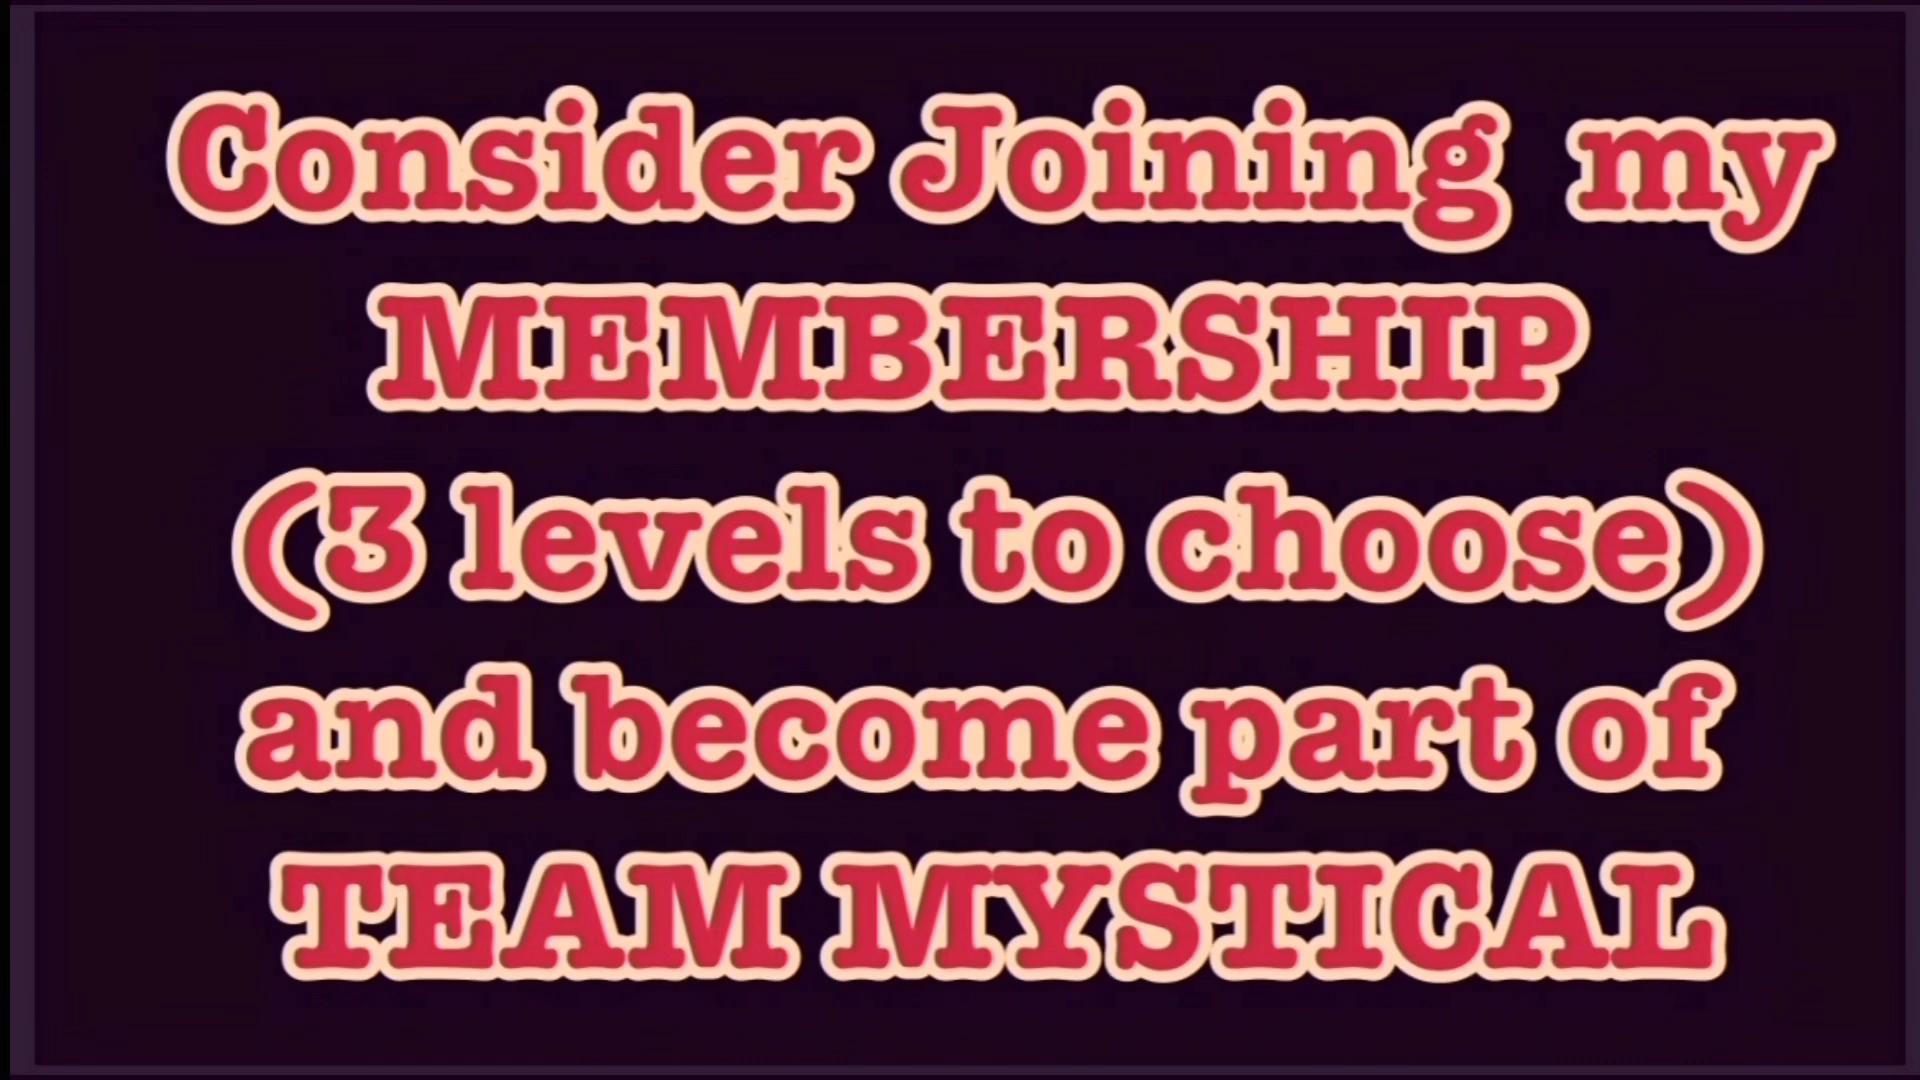 Consider Joining my
MEMBERSHIP
(3 levels to choose)
and become part of
TEAM MYSTICAL